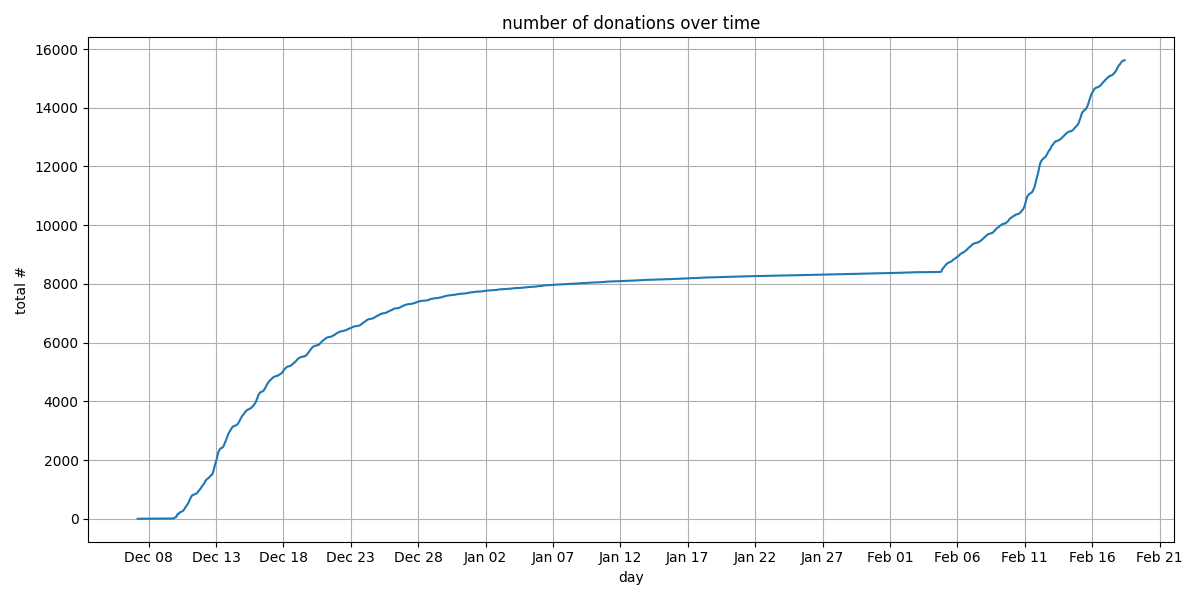 number of donations over time
16000
14000
12000
10000
8000
6000
4000
2000
0
total #
Dec 08 Dec 13 Dec 18 Dec 23 Dec 28 Jan 02 Jan 07 Jan 12 Jan 17 Jan 22 Jan 27 Feb 01 Feb 06 Feb 11 Feb 16 Feb 21
day